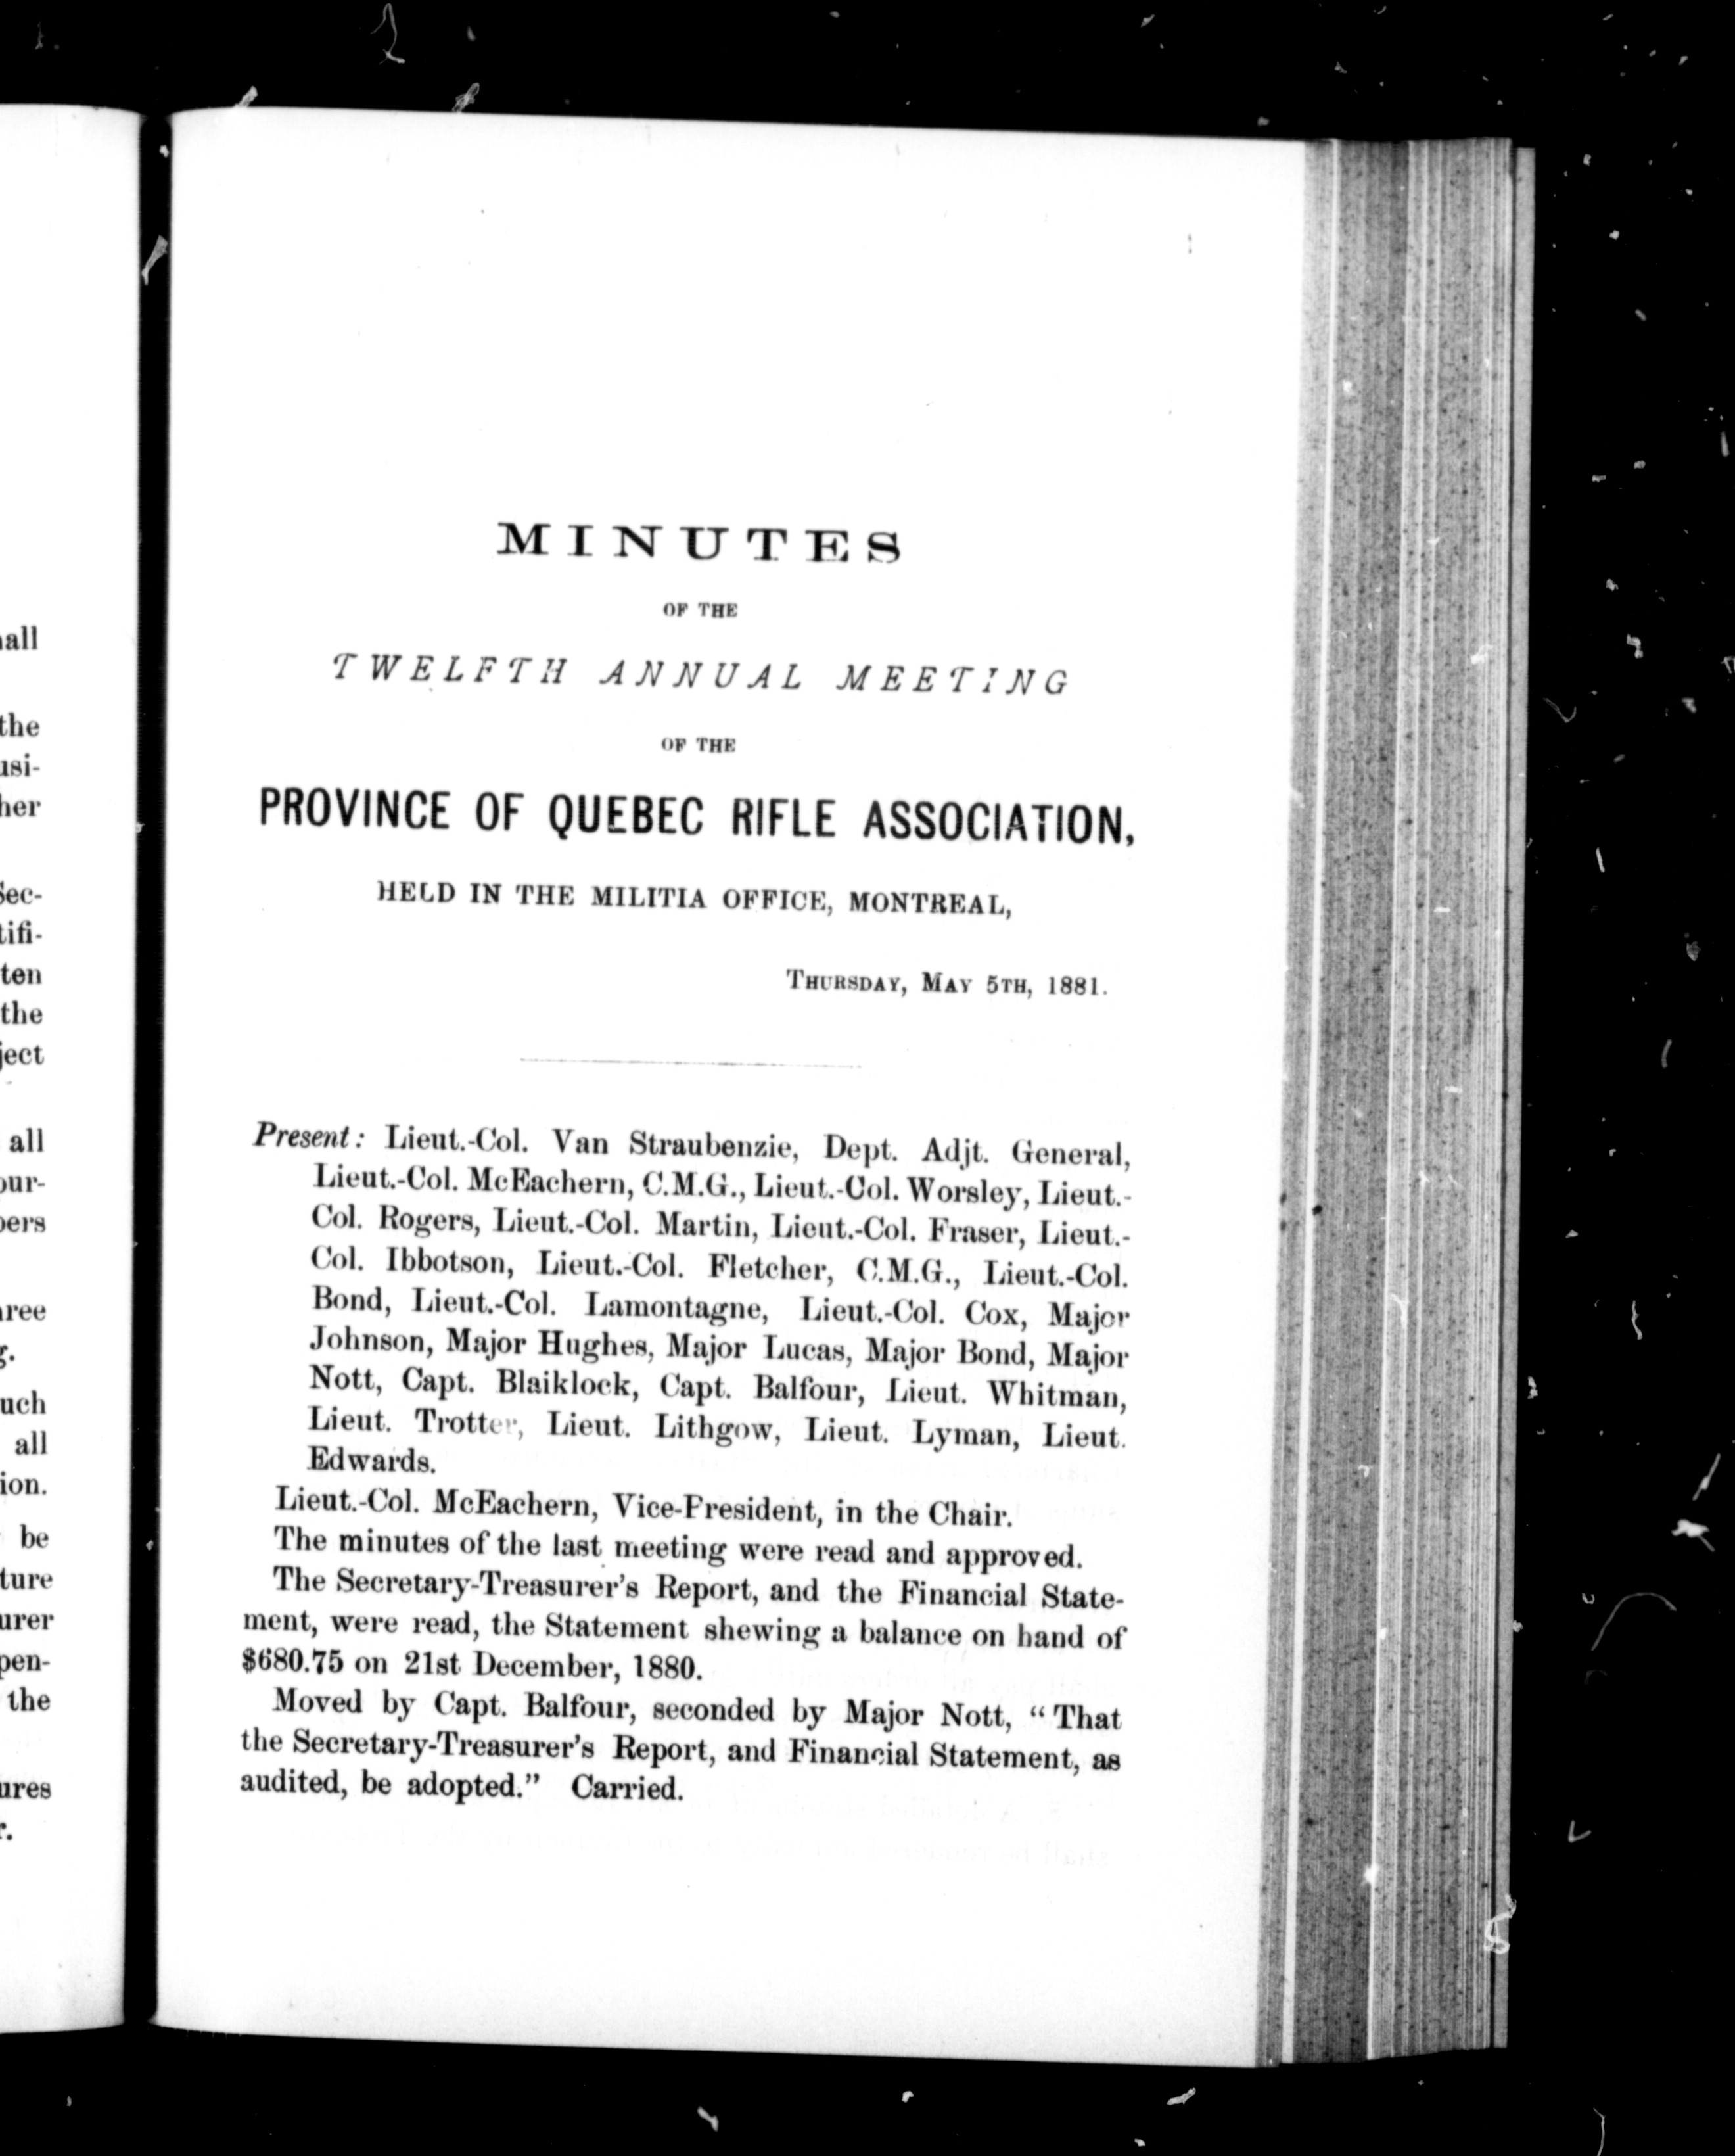 MINUTES
OF THE
TWELFTH ANNUAL MEETING
OF THE
PROVINCE OF QUEBEC RIFLE ASSOCIATION,
HELD IN THE MILITIA OFFICE, MONTREAL,
THURSDAY, MAY 5TH, 1881.
Present: Lieut.-Col. Van Straubenzie, Dept. Adjt. General,
Lieut.-Col. McEachern, C.M.G., Lieut.-Col. Worsley, Lieut.-
Col. Rogers, Lieut.-Col. Martin, Lieut.-Col. Fraser, Lieut.-
Col. Ibbotson, Lieut.-Col. Fletcher, C.M.G., Lieut.-Col.
Bond, Lieut.-Col. Lamontagne, Lieut.-Col. Cox, Major
Johnson, Major Hughes, Major Lucas, Major Bond, Major
Nott, Capt. Blaiklock, Capt. Balfour, Lieut. Whitman,
Lieut. Trotter, Lieut. Lithgow, Lieut. Lyman, Lieut.
Edwards.
Lieut.-Col. McEachern, Vice-President, in the Chair.
The minutes of the last meeting were read and approved.
The Secretary-Treasurer's Report, and the Financial State-
ment, were read, the Statement shewing a balance on hand of
$680.75 on 21st December, 1880.
Moved by Capt. Balfour, seconded by Major Nott, "That
the Secretary-Treasurer's Report, and Financial Statement, as
audited, be adopted." Carried.